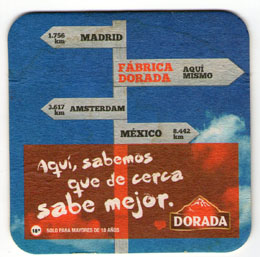 1.756 km MADRID
FÁBRICA DORADA AQUÍ MISMO
3.617 km AMSTERDAM
MÉXICO 8.442 km
Aquí, sabemos
que de cerca
sabe mejor.
DORADA
18+ SOLO PARA MAYORES DE 18 AÑOS